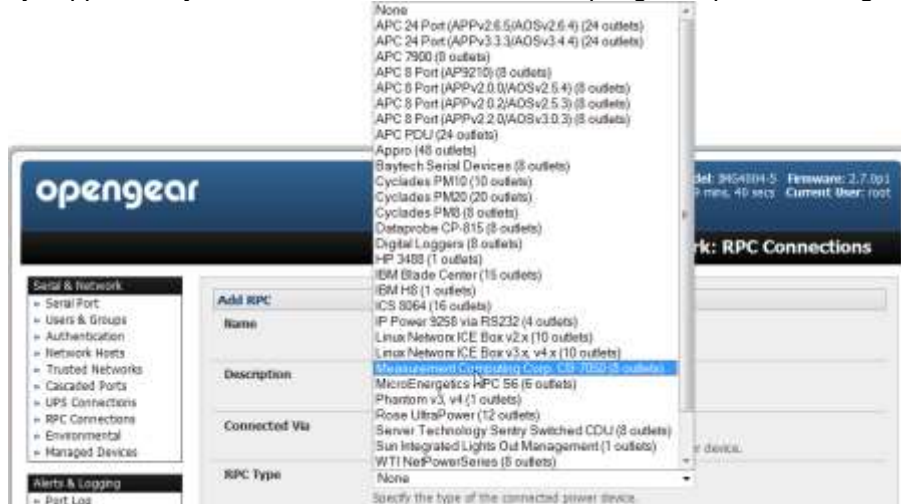 None
APC 24 Port (APPv2.6.5/AOSv2.6.4) (24 outlets)
APC 24 Port (APPv3.3.3/AOSv3.4.4) (24 outlets)
APC 7900 (8 outlets)
APC 8 Port (AP9210) (8 outlets)
APC 8 Port (APPv2.0.0/AOSv2.5.4) (8 outlets)
APC 8 Port (APPv2.0.2/AOSv2.5.3) (8 outlets)
APC 8 Port (APPv2.2.0/AOSv3.0.3) (8 outlets)
APC PDU (24 outlets)
Appro (48 outlets)
Baytech Serial Devices (8 outlets)
Cyclades PM10 (10 outlets)
Cyclades PM20 (20 outlets)
Cyclades PM8 (8 outlets)
Dataprobe CP-815 (8 outlets)
Digital Loggers (8 outlets)
HP 3488 (1 outlets)
IBM Blade Center (15 outlets)
IBM H8 (1 outlets)
ICS 8064 (16 outlets)
IP Power 9258 via RS232 (4 outlets)
Linux Networx ICE Box v2.x (10 outlets)
Linux Networx ICE Box v3.x, v4.x (10 outlets)
Measurement Computing Corp. CB-7050 (8 outlets)
MicroEnergetics HPC S6 (6 outlets)
Phantom v3, v4 (1 outlets)
Rose UltraPower (12 outlets)
Server Technology Sentry Switched CDU (8 outlets)
Sun Integrated Lights Out Management (1 outlets)
WTI NetPowerSeries (8 outlets)
None
Specify the type of the connected power device.
opengear
Firmware: 2.7.0p1
mins, 40 secs Current User: root
RPC Connections
Serial & Network
Serial Port
Users & Groups
Authentication
Network Hosts
Trusted Networks
Cascaded Ports
UPS Connections
RPC Connections
Environmental
Managed Devices
Alerts & Logging
Port Log
Add RPC
Name
Description
Connected Via
device.
RPC Type